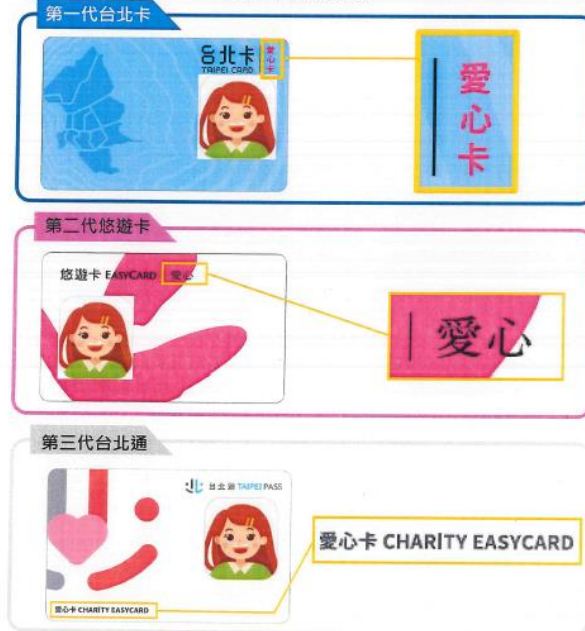 第一代台北卡
台北卡 愛心卡
TAIPEI CARD
愛心卡
第二代悠遊卡
悠遊卡 EASYCARD 愛心
愛心
第三代台北通
台北通 TAIPEI PASS
愛心卡 CHARITY EASYCARD
愛心卡 CHARITY EASYCARD